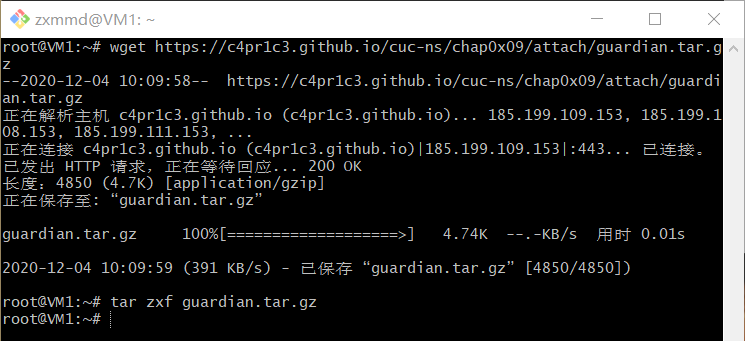 zxmmd@VM1: ~
root@VM1:~# wget https://c4pr1c3.github.io/cuc-ns/chap0x09/attach/guardian.tar.g
z
--2020-12-04 10:09:58--  https://c4pr1c3.github.io/cuc-ns/chap0x09/attach/guardi
an.tar.gz
正在解析主机 c4pr1c3.github.io (c4pr1c3.github.io)... 185.199.109.153, 185.199.1
08.153, 185.199.111.153, ...
正在连接 c4pr1c3.github.io (c4pr1c3.github.io)|185.199.109.153|:443... 已连接。
已发出 HTTP 请求，正在等待回应... 200 OK
长度：4850 (4.7K) [application/gzip]
正在保存至: “guardian.tar.gz”
guardian.tar.gz     100%[===================>]   4.74K  --.-KB/s  用时 0.01s
2020-12-04 10:09:59 (391 KB/s) - 已保存 “guardian.tar.gz” [4850/4850])
root@VM1:~# tar zxf guardian.tar.gz
root@VM1:~#